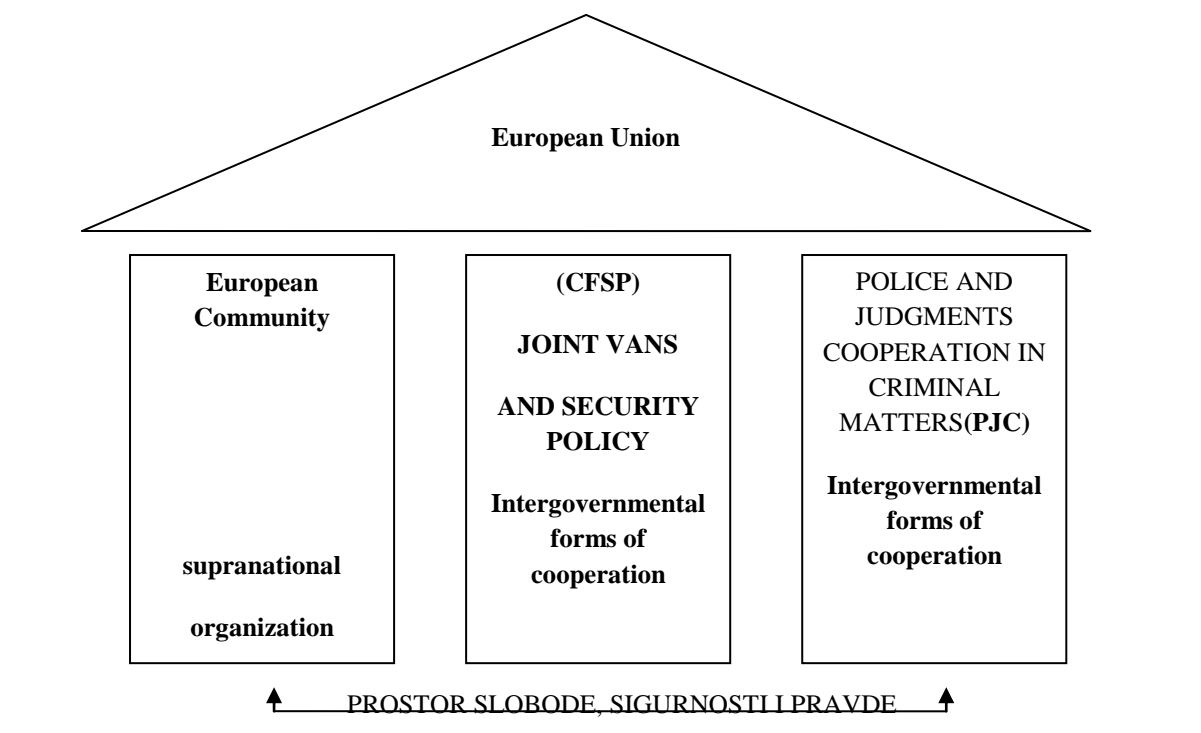 European Union
European
Community
supranational
organization
(CFSP)
JOINT VANS
AND SECURITY
POLICY
Intergovernmental
forms of
cooperation
POLICE AND
JUDGMENTS
COOPERATION IN
CRIMINAL
MATTERS(PJC)
Intergovernmental
forms of
cooperation
PROSTOR SLOBODE, SIGURNOSTI I PRAVDE